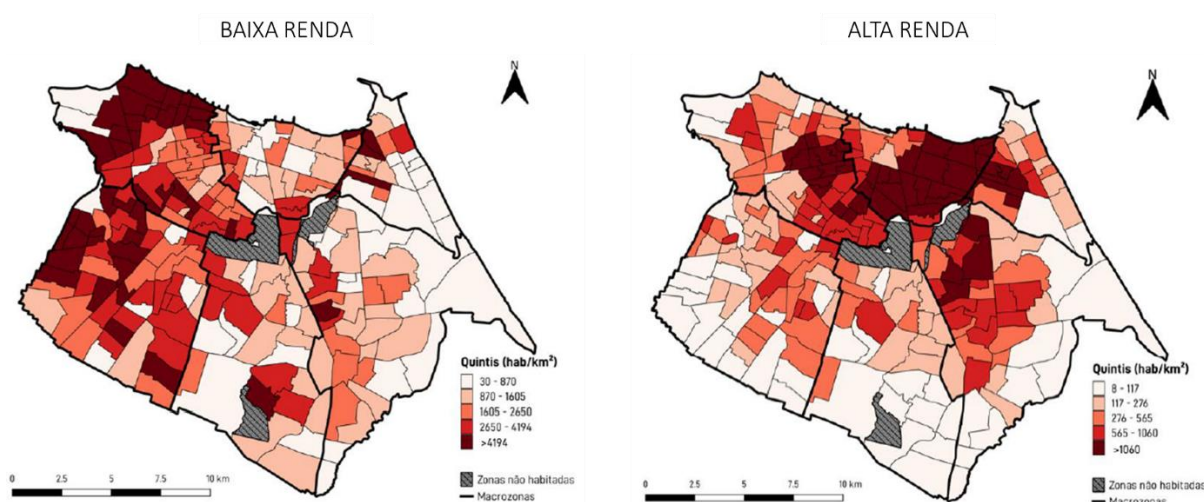 BAIXA RENDA
N
Quintis (hab/km²)
30 - 870
870 - 1605
1605 - 2650
2650 - 4194
>4194
Zonas não habitadas
Macrozonas
0 2.5 5 7.5 10 km
ALTA RENDA
N
Quintis (hab/km²)
8 - 117
117 - 276
276 - 565
565 - 1060
>1060
Zonas não habitadas
Macrozonas
0 2.5 5 7.5 10 km